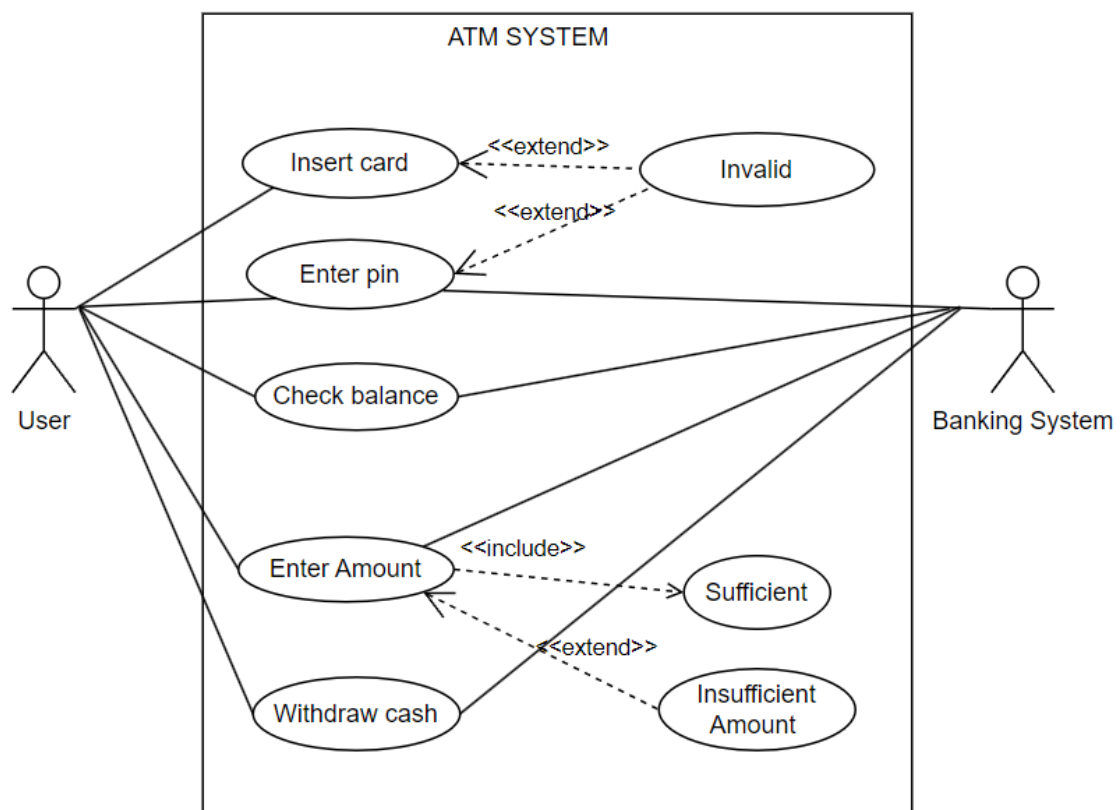 ATM SYSTEM
Insert card
<<extend>>
Invalid
<<extend>>
Enter pin
Check balance
User
Banking System
<<include>>
Enter Amount
Sufficient
<<extend>>
Withdraw cash
Insufficient
Amount